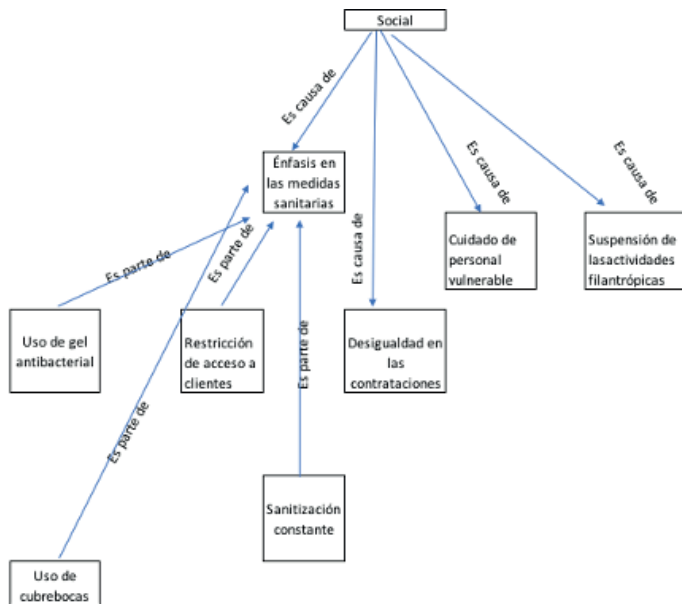 Social
Es causa de
Es causa de
Es causa de
Es causa de
Énfasis en
las medidas
sanitarias
Cuidado de
personal
vulnerable
Suspensión de
lasactividades
filantrópicas
Es parte de
Es parte de
Es parte de
Es parte de
Uso de gel
antibacterial
Restricción
de acceso a
clientes
Desigualdad en
las
contrataciones
Sanitización
constante
Uso de
cubrebocas